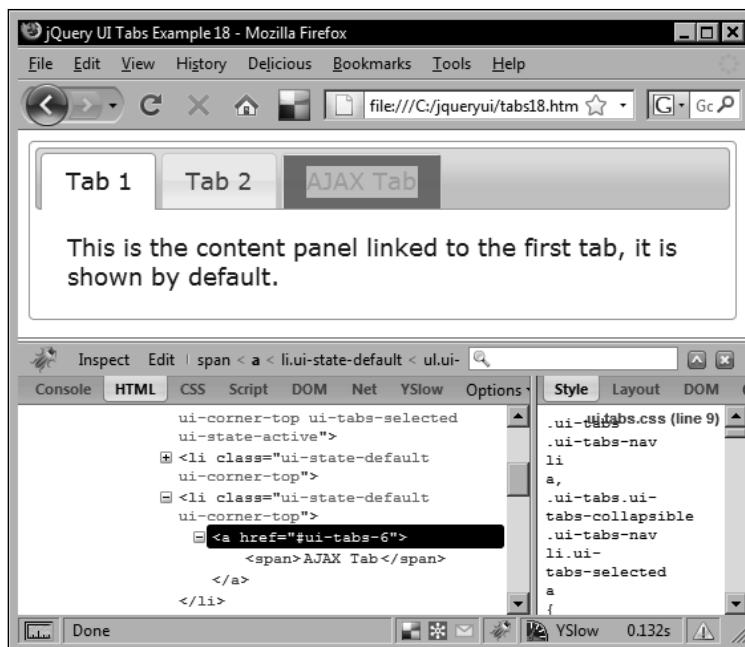 jQuery UI Tabs Example 18 - Mozilla Firefox
File Edit View History Delicious Bookmarks Tools Help
file:///C:/jqueryui/tabs18.htm G Gc
Tab 1 Tab 2 AJAX Tab
This is the content panel linked to the first tab, it is
shown by default.
Inspect Edit span < a < li.ui-state-default < ul.ui-
Console HTML CSS Script DOM Net YSlow Options
Style Layout DOM
ui-corner-top ui-tabs-selected
ui-state-active">
<li class="ui-state-default
ui-corner-top">
<li class="ui-state-default
ui-corner-top">
<a href="#ui-tabs-6">
<span>AJAX Tab</span>
</a>
</li>
ui.tabs.css (line 9)
.ui-tabs
.ui-tabs-nav
li
a,
.ui-tabs.ui-
tabs-collapsible
.ui-tabs-nav
li.ui-
tabs-selected
a
{
Done YSlow 0.132s